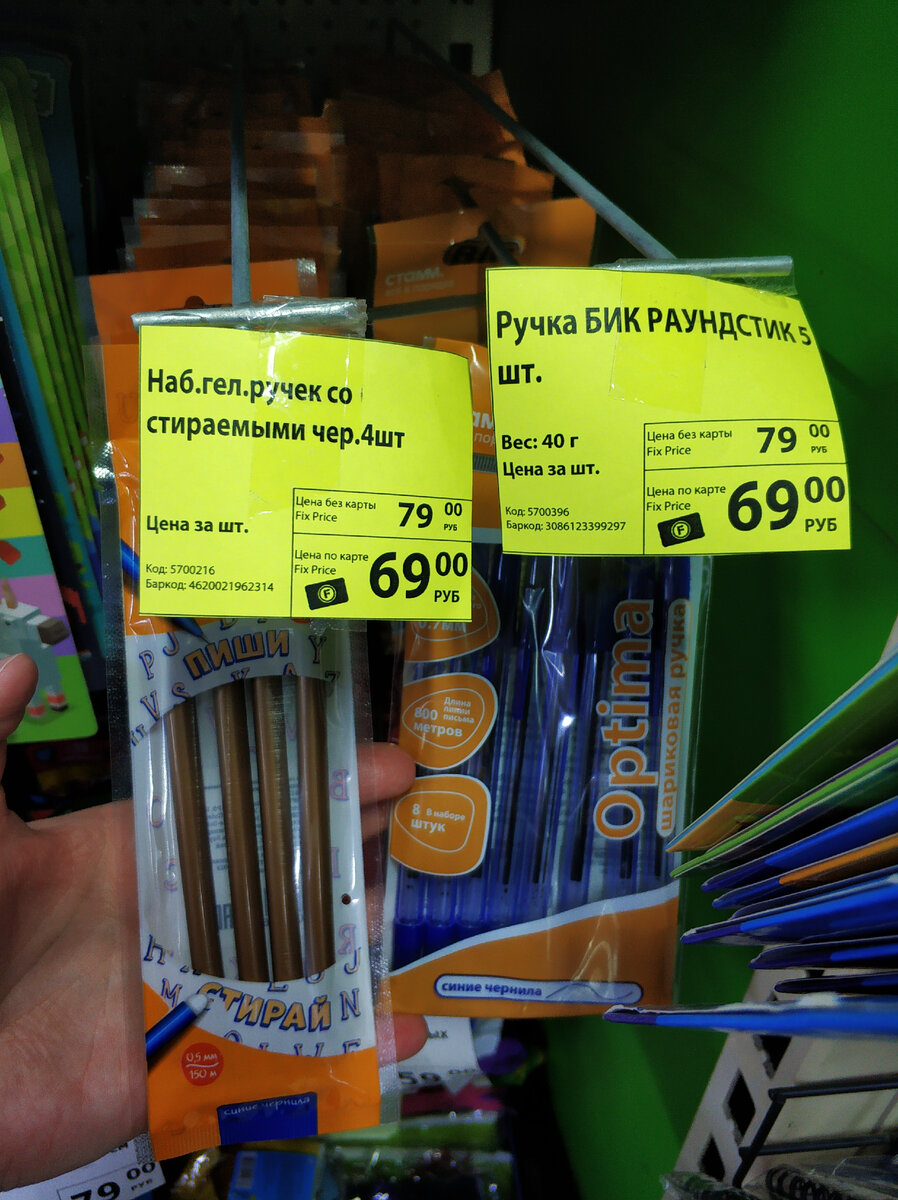 BIC
СТАММ.
Наб.гел.ручек со
стираемыми чер.4шт
Цена за шт.
Код: 5700216
Баркод: 4620021962314
Цена без карты
Fix Price
79 00
РУБ
Цена по карте
Fix Price
F
69 00
РУБ
Ручка БИК РАУНДСТИК 5
шт.
Вес: 40 г
Цена за шт.
Код: 5700396
Баркод: 3086123399297
Цена без карты
Fix Price
79 00
РУБ
Цена по карте
Fix Price
F
69 00
РУБ
ПИШИ
СТИРАЙ
0,5 мм
150 м
синие чернила
Длина
линии
письма
800
метров
8 В наборе
штук
Optima
шариковая ручка
синие чернила
79 00